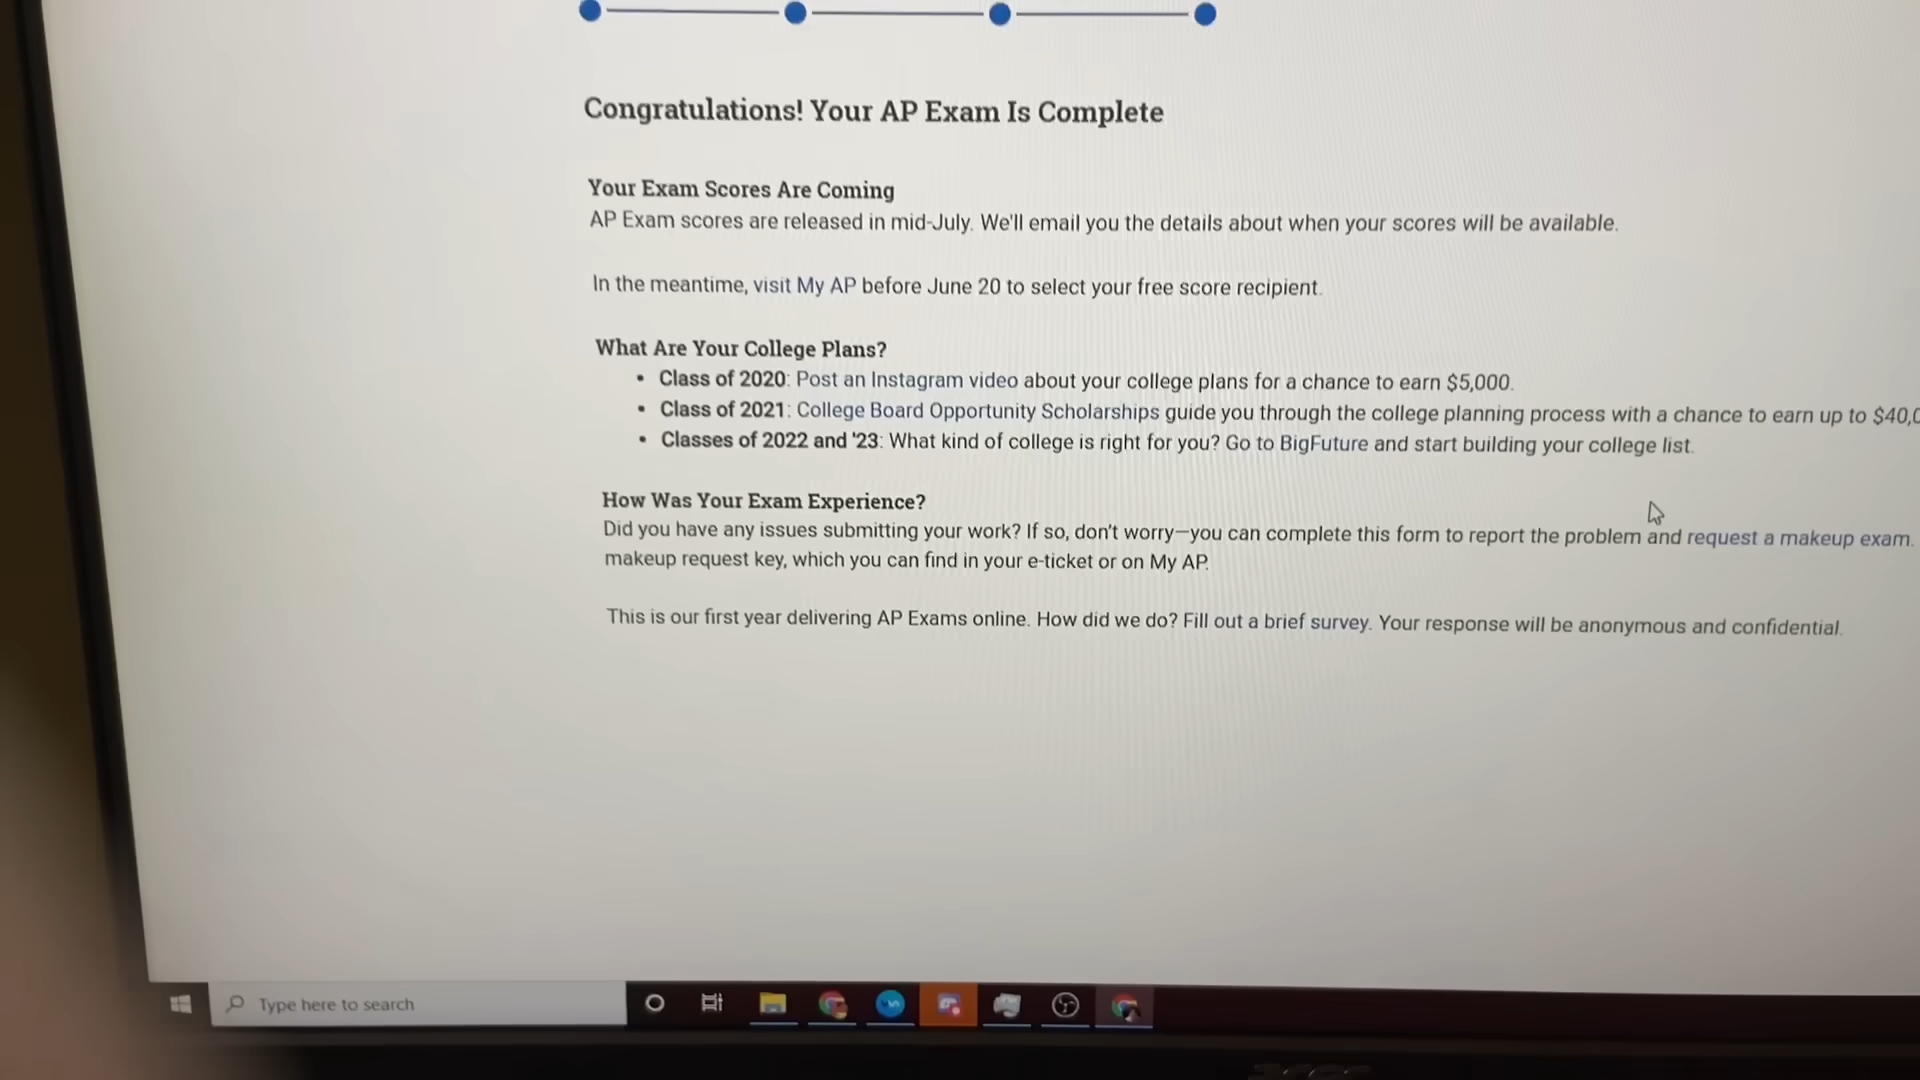 Congratulations! Your AP Exam Is Complete
Your Exam Scores Are Coming
AP Exam scores are released in mid-July. We'll email you the details about when your scores will be available.
In the meantime, visit My AP before June 20 to select your free score recipient.
What Are Your College Plans?
• Class of 2020: Post an Instagram video about your college plans for a chance to earn $5,000.
• Class of 2021: College Board Opportunity Scholarships guide you through the college planning process with a chance to earn up to $40,0
• Classes of 2022 and '23: What kind of college is right for you? Go to BigFuture and start building your college list.
How Was Your Exam Experience?
Did you have any issues submitting your work? If so, don't worry—you can complete this form to report the problem and request a makeup exam.
makeup request key, which you can find in your e-ticket or on My AP.
This is our first year delivering AP Exams online. How did we do? Fill out a brief survey. Your response will be anonymous and confidential.
Type here to search